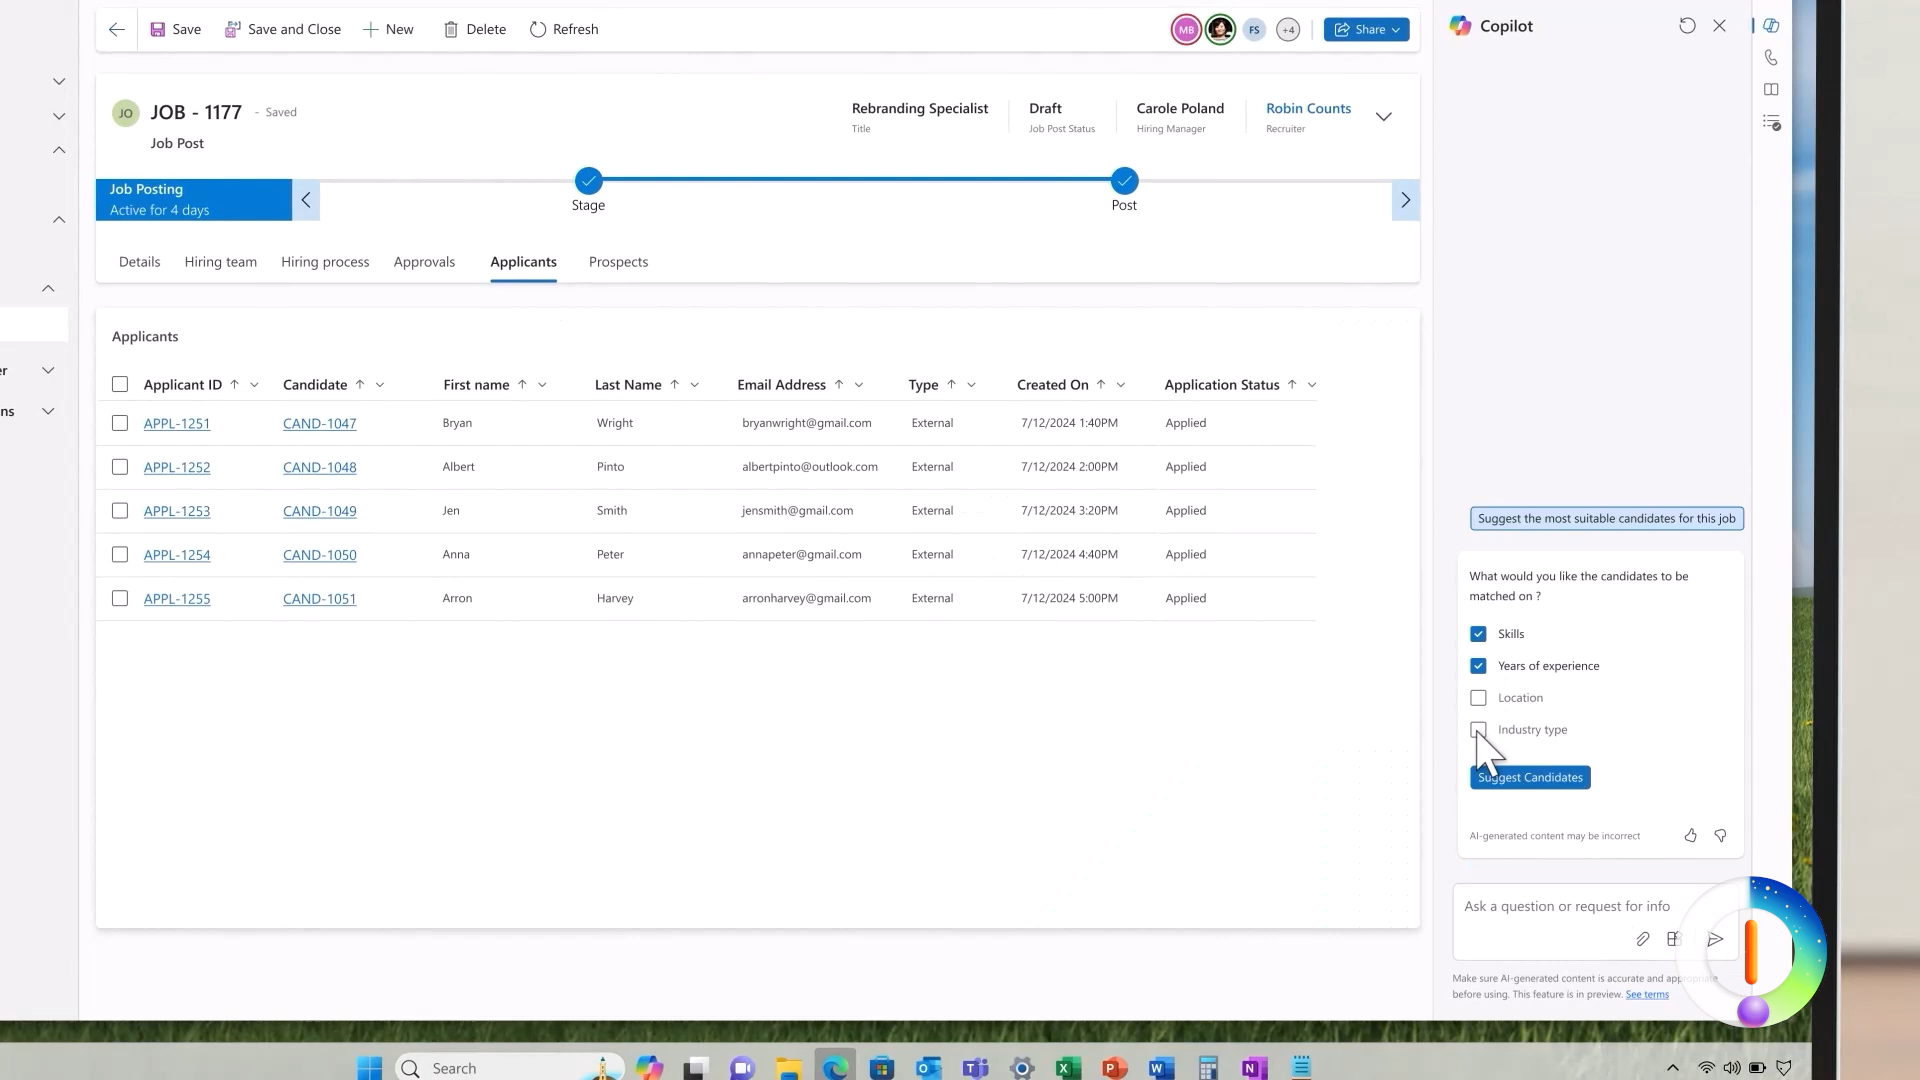 Save
Save and Close
New
Delete
Refresh
MB
FS
+4
Share
Copilot
JO
JOB - 1177
- Saved
Job Post
Rebranding Specialist
Title
Draft
Job Post Status
Carole Poland
Hiring Manager
Robin Counts
Recruiter
Job Posting
Active for 4 days
Stage
Post
Details
Hiring team
Hiring process
Approvals
Applicants
Prospects
er
ns
Applicants
Applicant ID Candidate First name Last Name Email Address Type Created On Application Status
APPL-1251 CAND-1047 Bryan Wright bryanwright@gmail.com External 7/12/2024 1:40PM Applied
APPL-1252 CAND-1048 Albert Pinto albertpinto@outlook.com External 7/12/2024 2:00PM Applied
APPL-1253 CAND-1049 Jen Smith jensmith@gmail.com External 7/12/2024 3:20PM Applied
APPL-1254 CAND-1050 Anna Peter annapeter@gmail.com External 7/12/2024 4:40PM Applied
APPL-1255 CAND-1051 Arron Harvey arronharvey@gmail.com External 7/12/2024 5:00PM Applied
Suggest the most suitable candidates for this job
What would you like the candidates to be
matched on ?
Skills
Years of experience
Location
Industry type
Suggest Candidates
AI-generated content may be incorrect
Ask a question or request for info
Make sure AI-generated content is accurate and appropriate
before using. This feature is in preview. See terms
Search